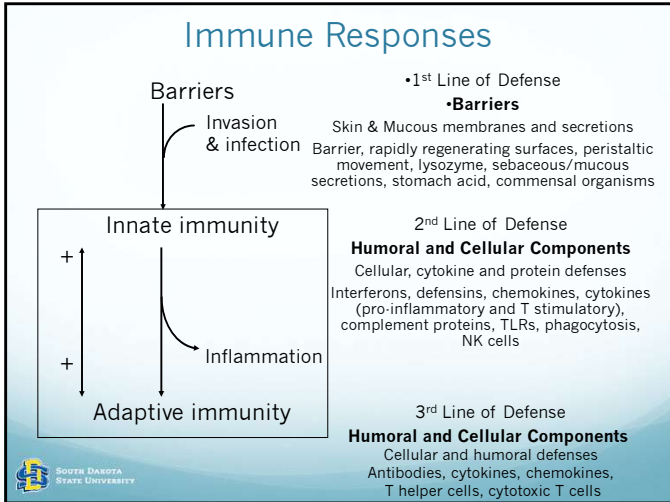 Immune Responses
Barriers
Invasion
& infection
Innate immunity
+
+
Inflammation
Adaptive immunity
•1st Line of Defense
•Barriers
Skin & Mucous membranes and secretions
Barrier, rapidly regenerating surfaces, peristaltic
movement, lysozyme, sebaceous/mucous
secretions, stomach acid, commensal organisms
2nd Line of Defense
Humoral and Cellular Components
Cellular, cytokine and protein defenses
Interferons, defensins, chemokines, cytokines
(pro-inflammatory and T stimulatory),
complement proteins, TLRs, phagocytosis,
NK cells
3rd Line of Defense
Humoral and Cellular Components
Cellular and humoral defenses
Antibodies, cytokines, chemokines,
T helper cells, cytotoxic T cells
SOUTH DAKOTA
STATE UNIVERSITY